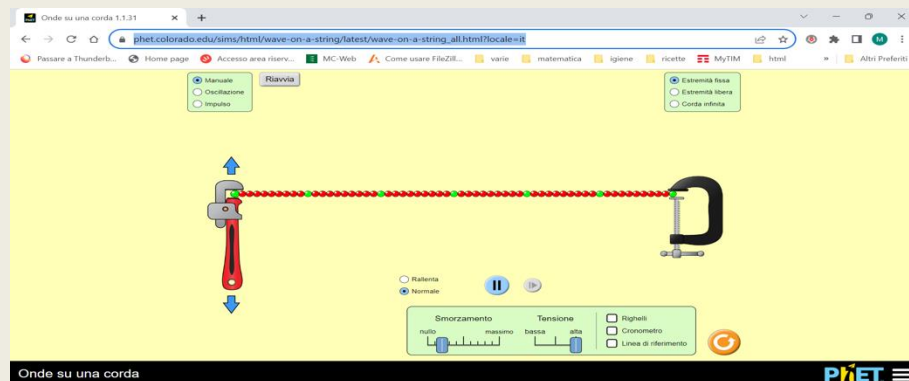 Onde su una corda 1.1.31
phet.colorado.edu/sims/html/wave-on-a-string/latest/wave-on-a-string_all.html?locale=it
Passare a Thunderb... Home page Accesso area riserv... MC-Web Come usare FileZill... varie matematica igiene ricette MyTIM html » Altri Preferiti
Manuale
Oscillazione
Impulso
Riavvia
Estremità fissa
Estremità libera
Corda infinita
Rallenta
Normale
Smorzamento
nullo massimo
Tensione
bassa alta
Righelli
Cronometro
Linea di riferimento
Onde su una corda
PhET